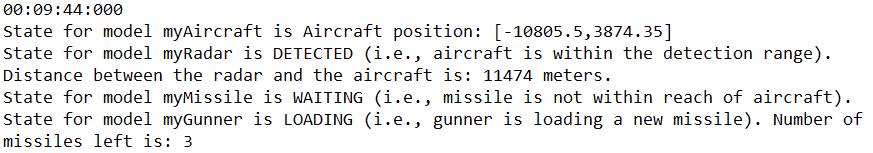 00:09:44:000
State for model myAircraft is Aircraft position: [-10805.5,3874.35]
State for model myRadar is DETECTED (i.e., aircraft is within the detection range).
Distance between the radar and the aircraft is: 11474 meters.
State for model myMissile is WAITING (i.e., missile is not within reach of aircraft).
State for model myGunner is LOADING (i.e., gunner is loading a new missile). Number of
missiles left is: 3